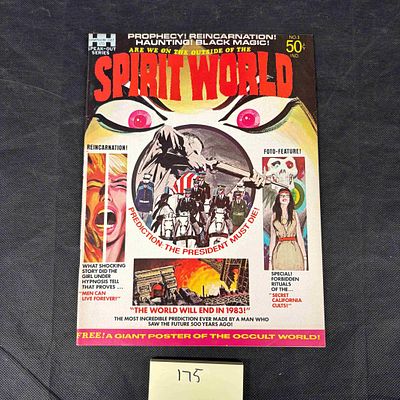 SPEAK-OUT
SERIES
PROPHECY! REINCARNATION!
HAUNTING! BLACK MAGIC!
NO.1
50¢
IND.
ARE WE ON THE OUTSIDE OF THE
SPIRIT WORLD
REINCARNATION!
FOTO-FEATURE!
PREDICTION: THE PRESIDENT MUST DIE!
WHAT SHOCKING
STORY DID THE
GIRL UNDER
HYPNOSIS TELL
THAT PROVES...
"MEN CAN
LIVE FOREVER!"
SPECIAL!
FORBIDDEN
RITUALS OF
THE...
"SECRET
CALIFORNIA
CULTS!"
"THE WORLD WILL END IN 1983!"
THE MOST INCREDIBLE PREDICTION EVER MADE BY A MAN WHO
SAW THE FUTURE 500 YEARS AGO!
FREE! A GIANT POSTER OF THE OCCULT WORLD!
175